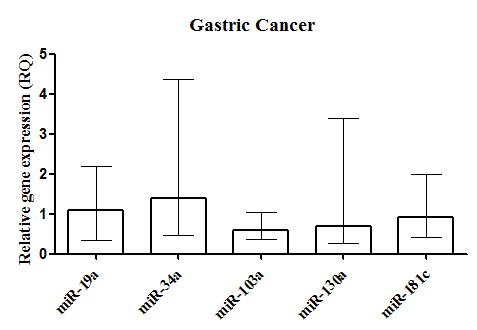 Gastric Cancer
Relative gene expression (RQ)
5
4
3
2
1
0
miR-19a
miR-34a
miR-103a
miR-130a
miR-181c